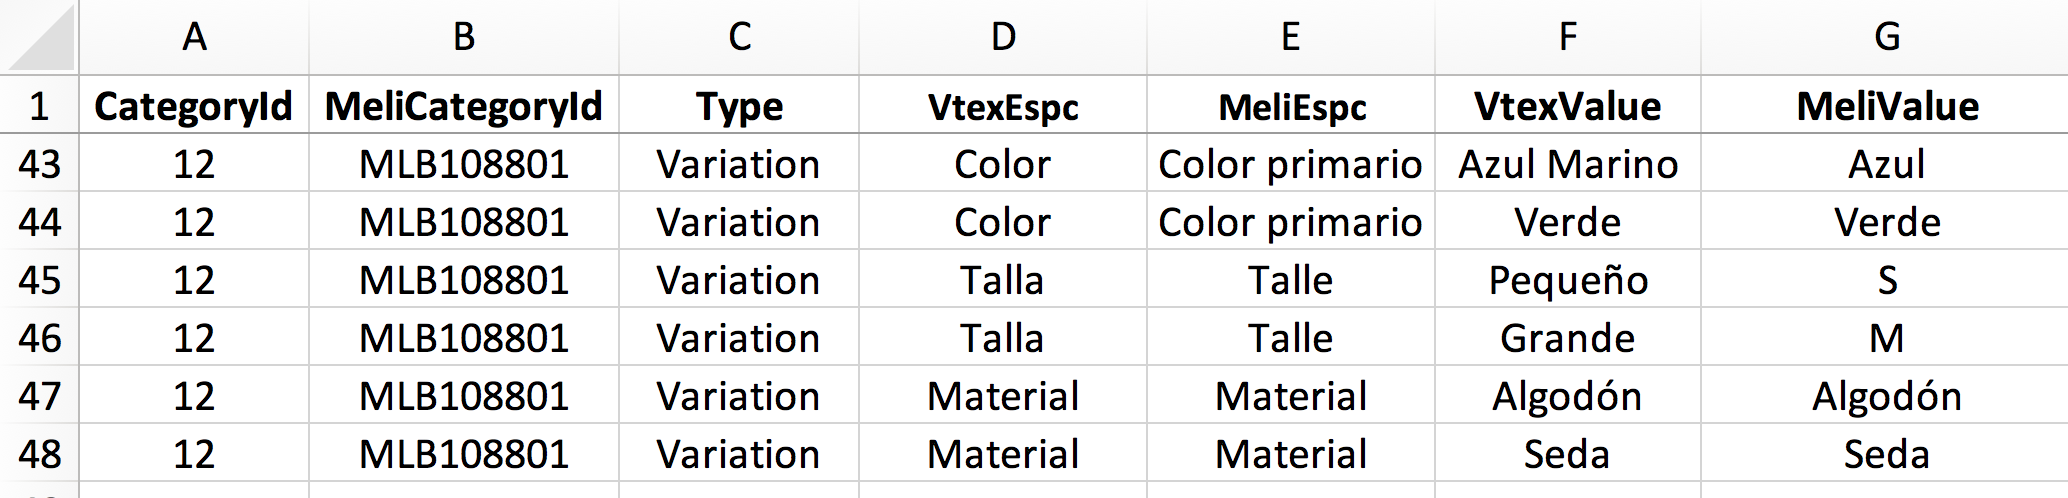 A B C D E F G
1 CategoryId MeliCategoryId Type VtexEspc MeliEspc VtexValue MeliValue
43 12 MLB108801 Variation Color Color primario Azul Marino Azul
44 12 MLB108801 Variation Color Color primario Verde Verde
45 12 MLB108801 Variation Talla Talle Pequeño S
46 12 MLB108801 Variation Talla Talle Grande M
47 12 MLB108801 Variation Material Material Algodón Algodón
48 12 MLB108801 Variation Material Material Seda Seda